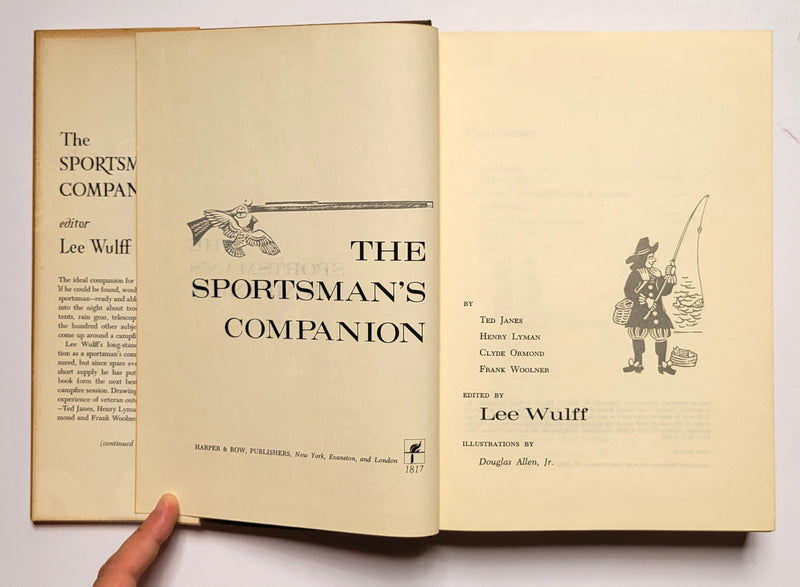 The
SPORTSM
COMPAN
editor
Lee Wulff
The ideal companion for
if he could be found, woul
sportsman—ready and abl
into the night about tro
tents, rain gear, telescop
the hundred other subje
come up around a campfi
Lee Wulff's long-stand
tion as a sportsman's com
sured, but since spare ev
short supply he has put
book form the next best
campfire session. Drawing
experience of veteran outd
—Ted Janes, Henry Lyma
mond and Frank Woolne
(continued
THE
SPORTSMAN'S
COMPANION
HARPER & ROW, PUBLISHERS, New York, Evanston, and London
1817
BY
TED JANES
HENRY LYMAN
CLYDE ORMOND
FRANK WOOLNER
EDITED BY
Lee Wulff
ILLUSTRATIONS BY
Douglas Allen, Jr.